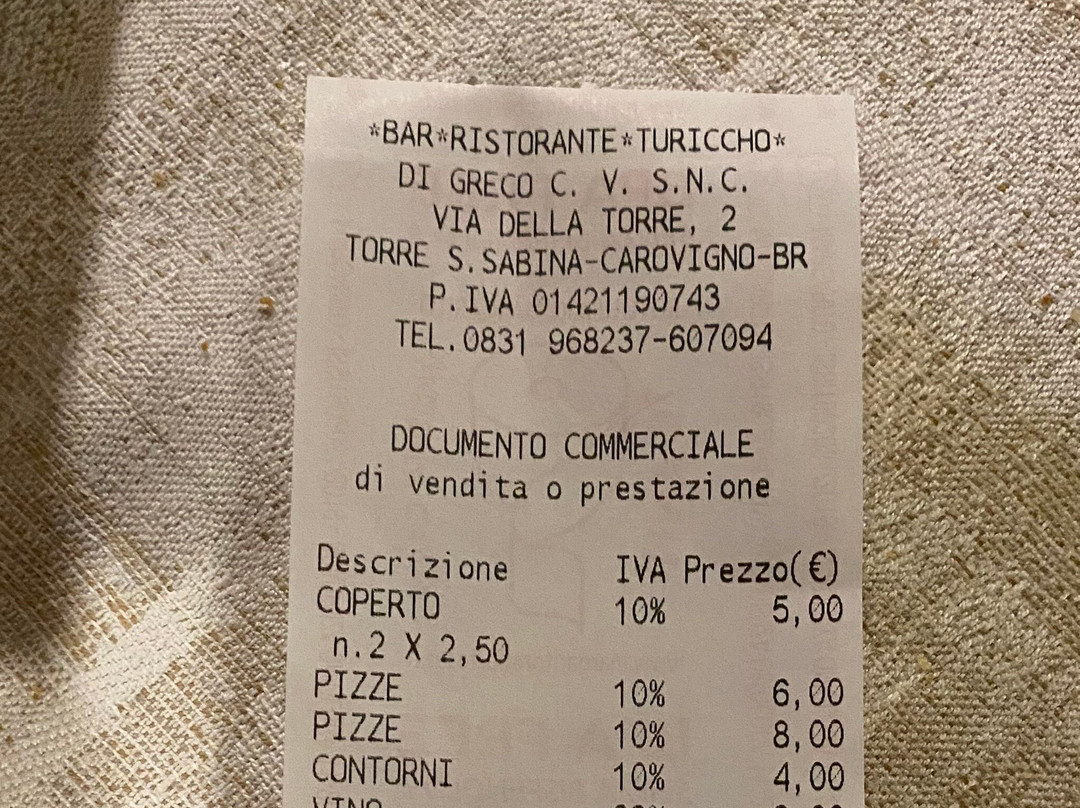 *BAR*RISTORANTE*TURICCHO*
DI GRECO C. V. S.N.C.
VIA DELLA TORRE, 2
TORRE S.SABINA-CAROVIGNO-BR
P.IVA 01421190743
TEL.0831 968237-607094
DOCUMENTO COMMERCIALE
di vendita o prestazione
Descrizione IVA Prezzo(€)
COPERTO 10% 5,00
n.2 X 2,50
PIZZE 10% 6,00
PIZZE 10% 8,00
CONTORNI 10% 4,00
VINO